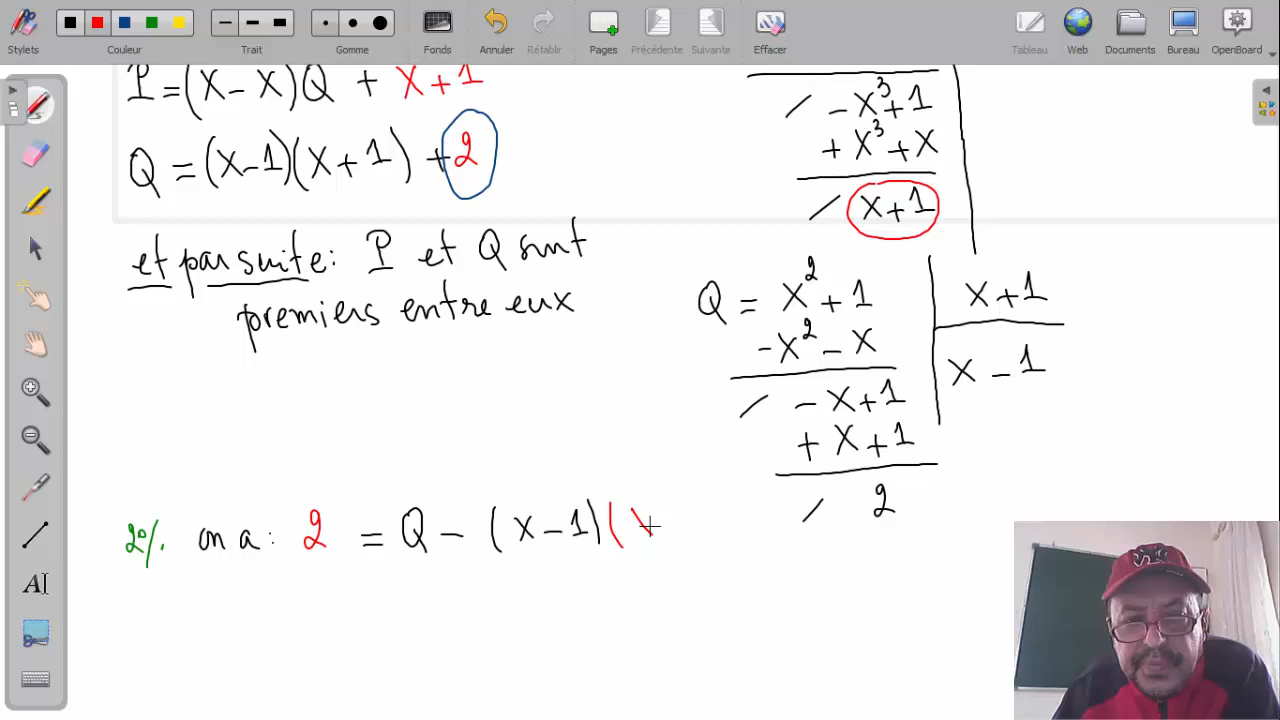 Stylets Couleur Trait Gomme Fonds Annuler Rétablir Pages Précédente Suivante Effacer Tableau Web Documents Bureau OpenBoard
P = (X - X)Q + X+1
Q = (X-1)(X+1) + 2
et par suite : P et Q sont
premiers entre eux
2°/. on a : 2 = Q - (X-1)(X
- X³+1
+ X³+X
/ X+1
Q = X²+1 | X+1
-X² - X | X - 1
/ - X+1
+ X+1
/ 2